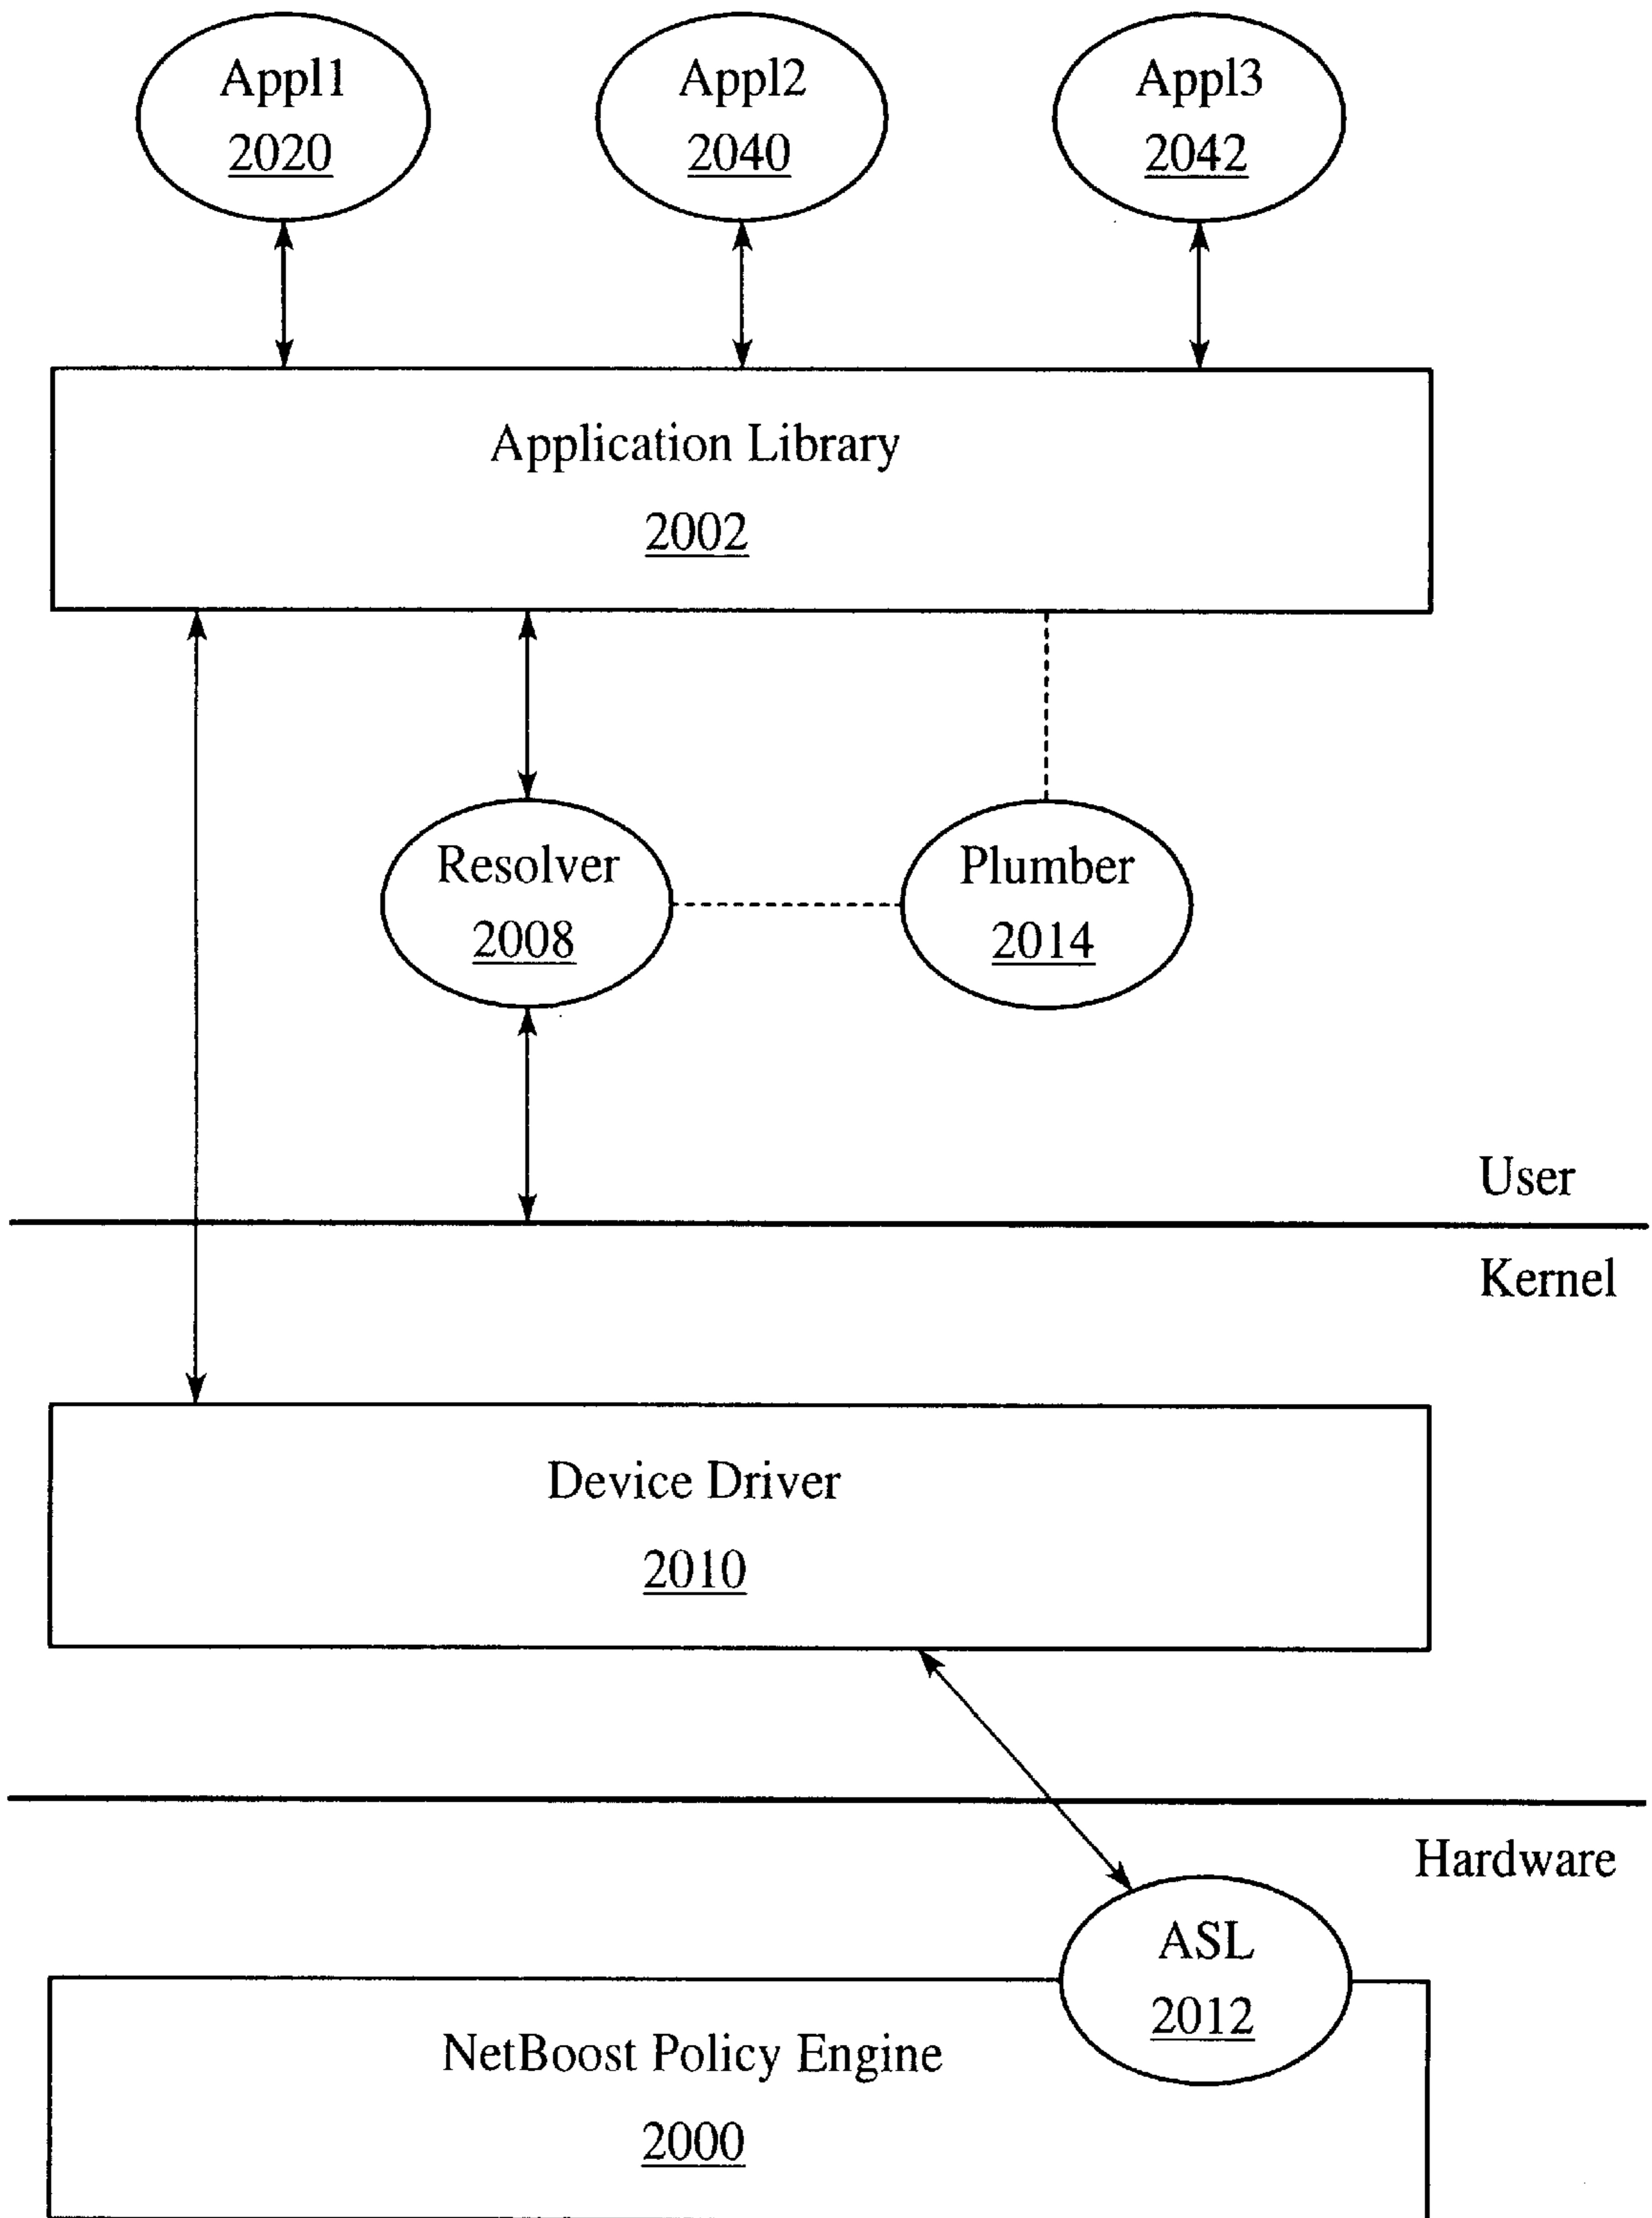 Appl1
2020
Appl2
2040
Appl3
2042
Application Library
2002
Resolver
2008
Plumber
2014
User
Kernel
Device Driver
2010
Hardware
ASL
2012
NetBoost Policy Engine
2000